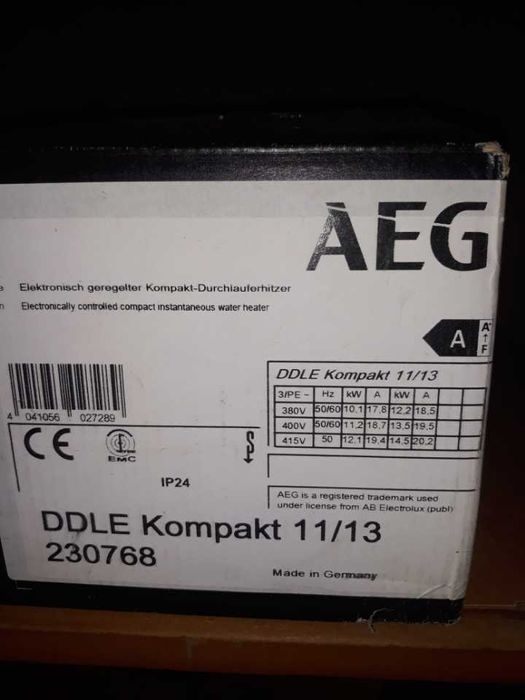 AEG
Elektronisch geregelter Kompakt-Durchlauferhitzer
Electronically controlled compact instantaneous water heater
A
A+
↑
F
4 041056 027289
CE
EMC
IP24
DDLE Kompakt 11/13
3/PE ~ Hz kW A kW A
380V 50/60 10,1 17,8 12,2 18,5
400V 50/60 11,2 18,7 13,5 19,5
415V 50 12,1 19,4 14,5 20,2
AEG is a registered trademark used
under license from AB Electrolux (publ)
DDLE Kompakt 11/13
230768
Made in Germany